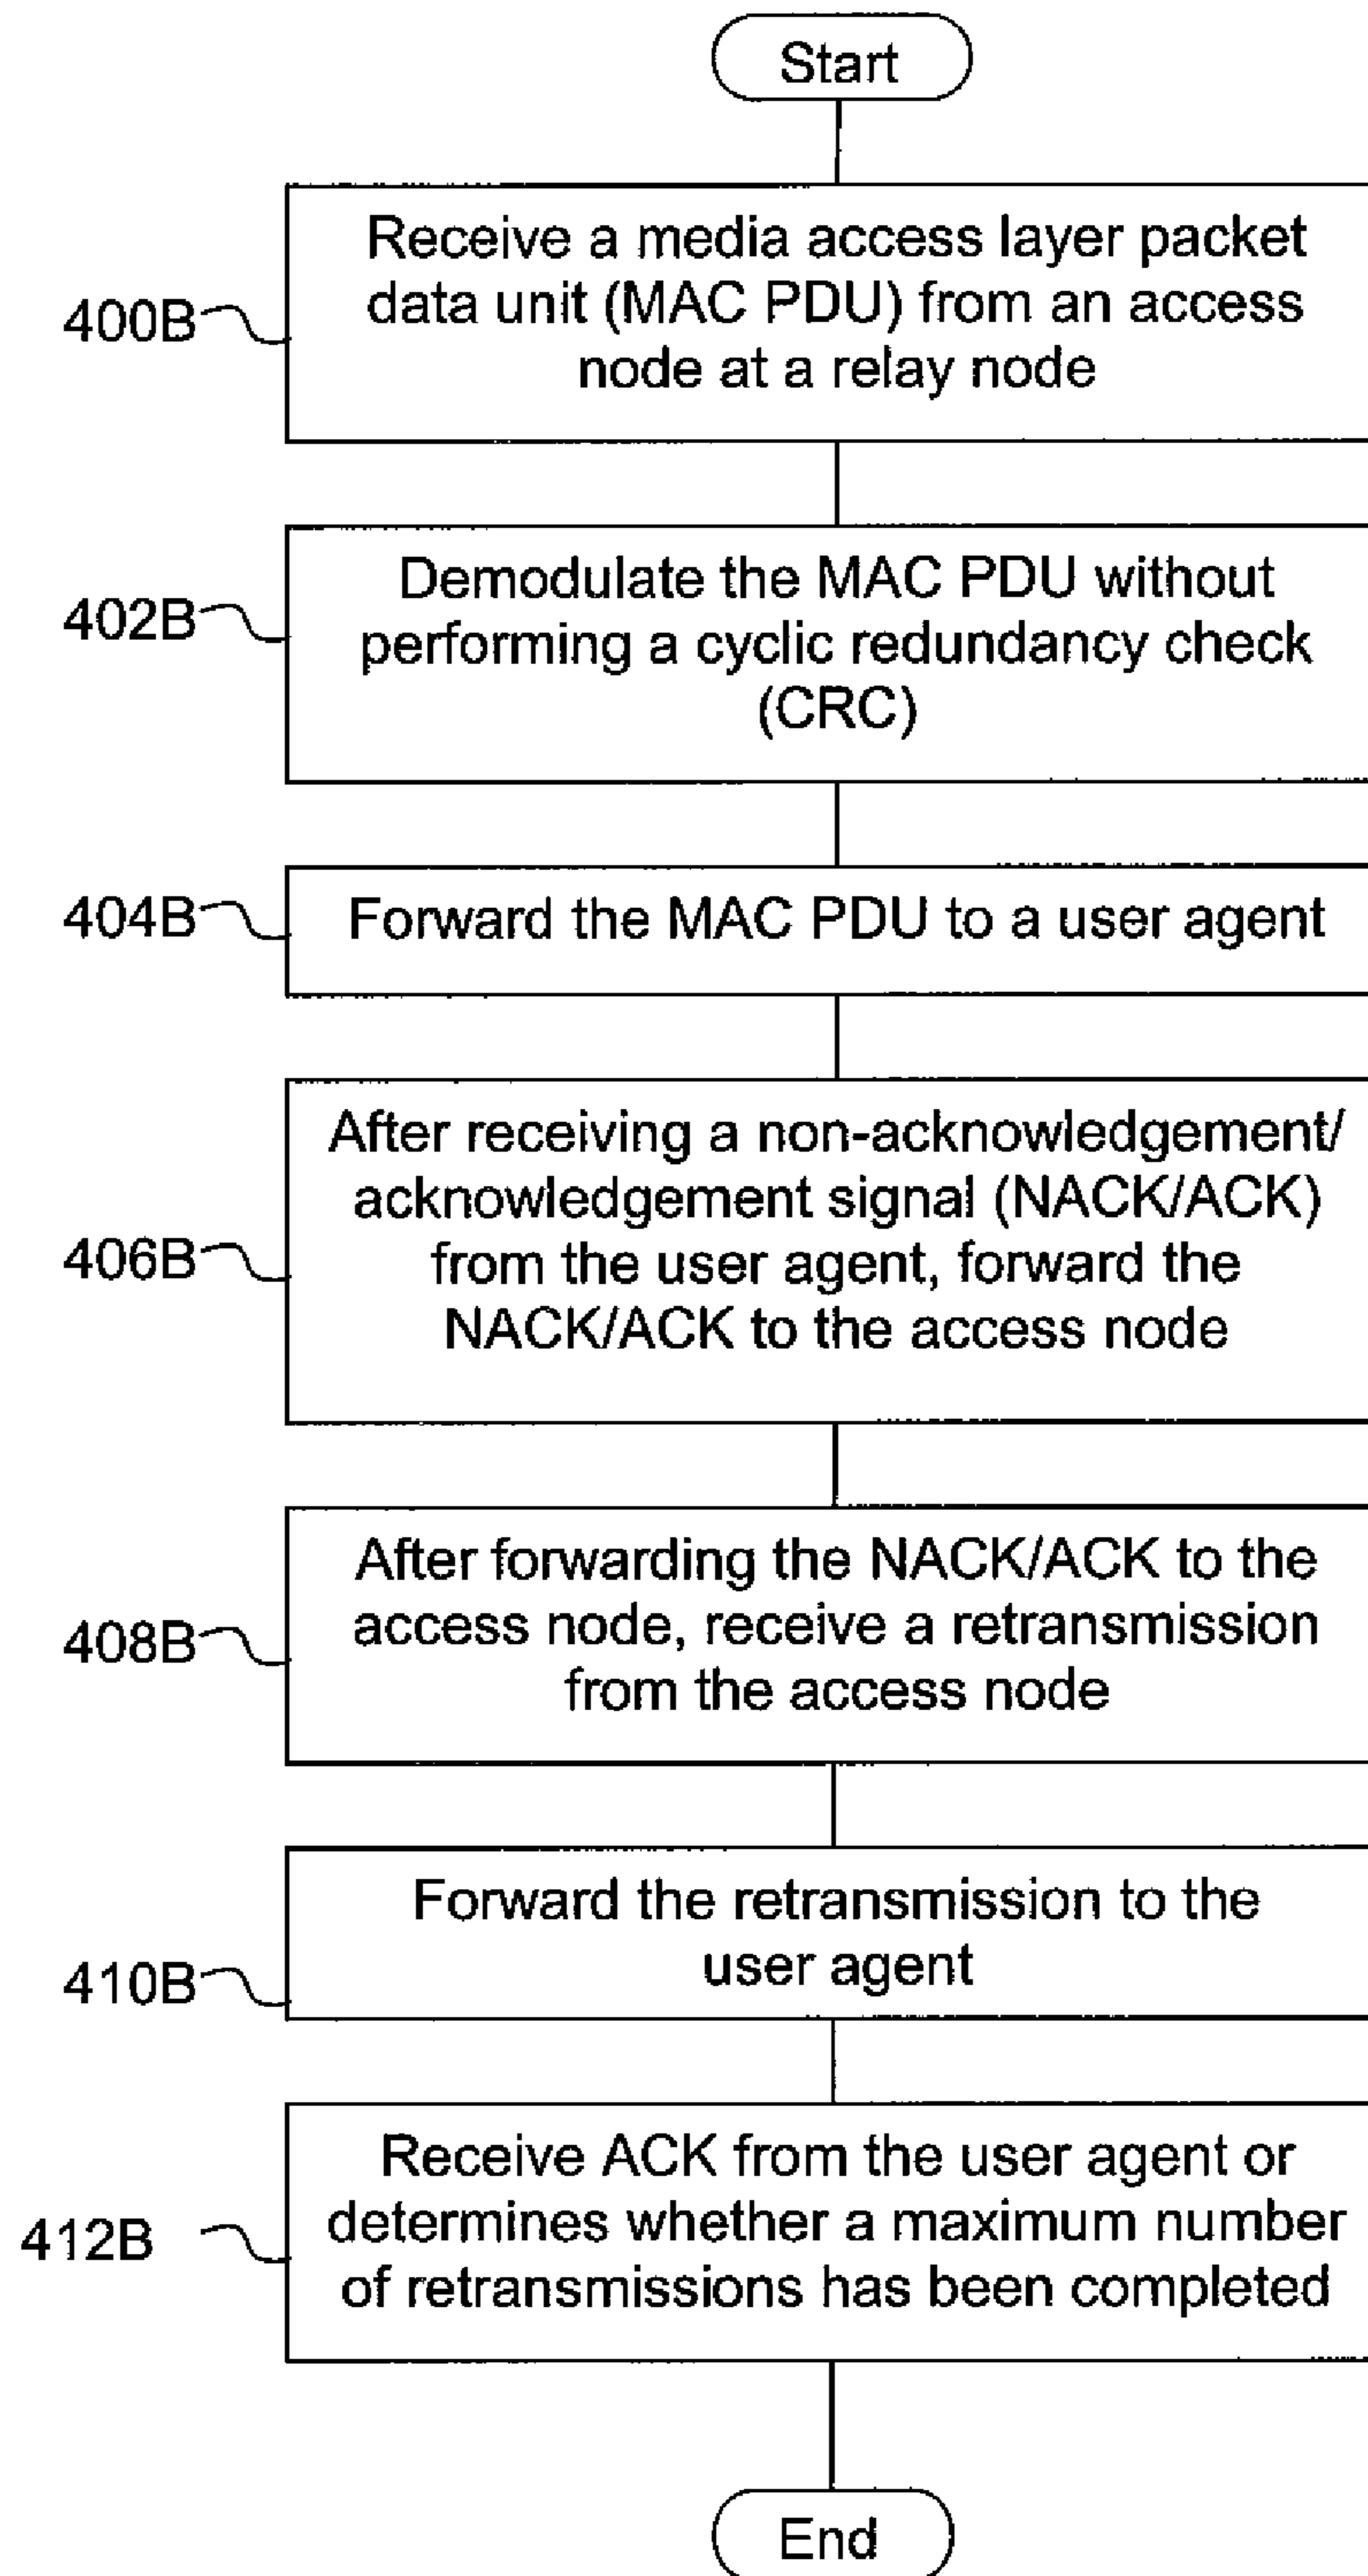 Start
Receive a media access layer packet
data unit (MAC PDU) from an access
node at a relay node
400B
Demodulate the MAC PDU without
performing a cyclic redundancy check
(CRC)
402B
Forward the MAC PDU to a user agent
404B
After receiving a non-acknowledgement/
acknowledgement signal (NACK/ACK)
from the user agent, forward the
NACK/ACK to the access node
406B
After forwarding the NACK/ACK to the
access node, receive a retransmission
from the access node
408B
Forward the retransmission to the
user agent
410B
Receive ACK from the user agent or
determines whether a maximum number
of retransmissions has been completed
412B
End